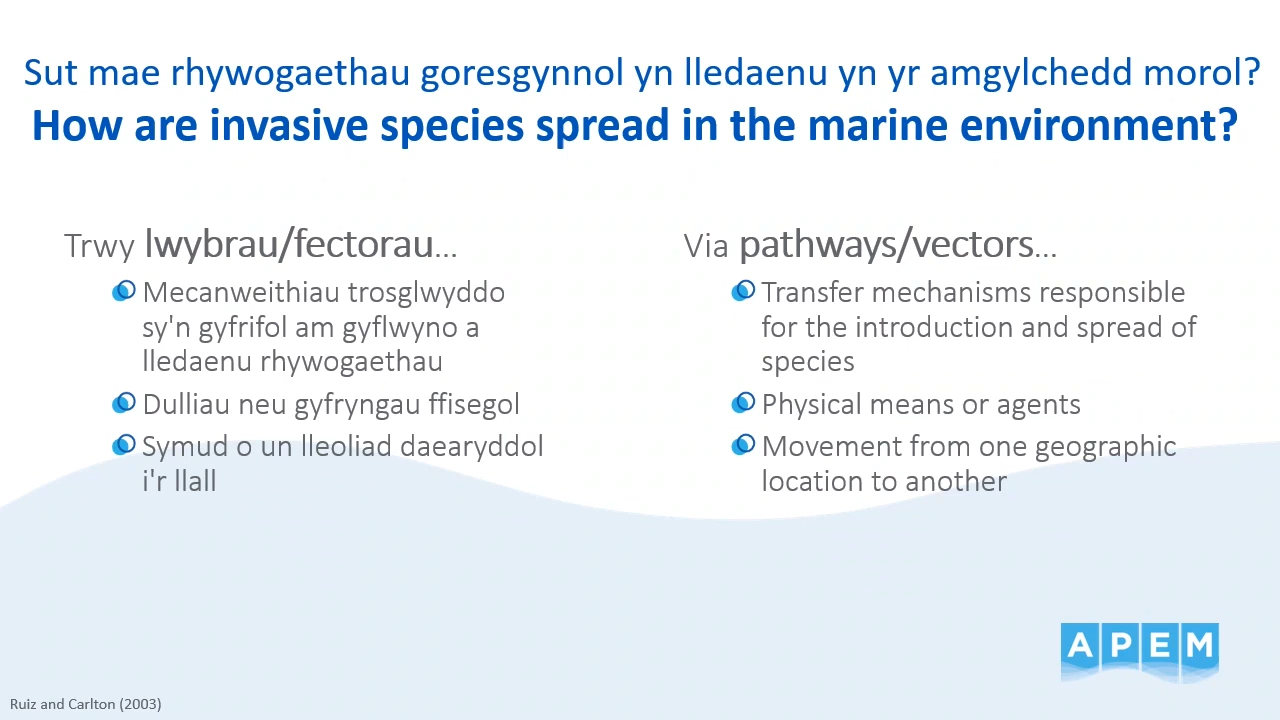 Sut mae rhywogaethau goresgynnol yn lledaenu yn yr amgylchedd morol?
How are invasive species spread in the marine environment?
Trwy lwybrau/fectorau...
Mecanweithiau trosglwyddo
sy'n gyfrifol am gyflwyno a
lledaenu rhywogaethau
Dulliau neu gyfryngau ffisegol
Symud o un lleoliad daearyddol
i'r llall
Via pathways/vectors...
Transfer mechanisms responsible
for the introduction and spread of
species
Physical means or agents
Movement from one geographic
location to another
APEM
Ruiz and Carlton (2003)